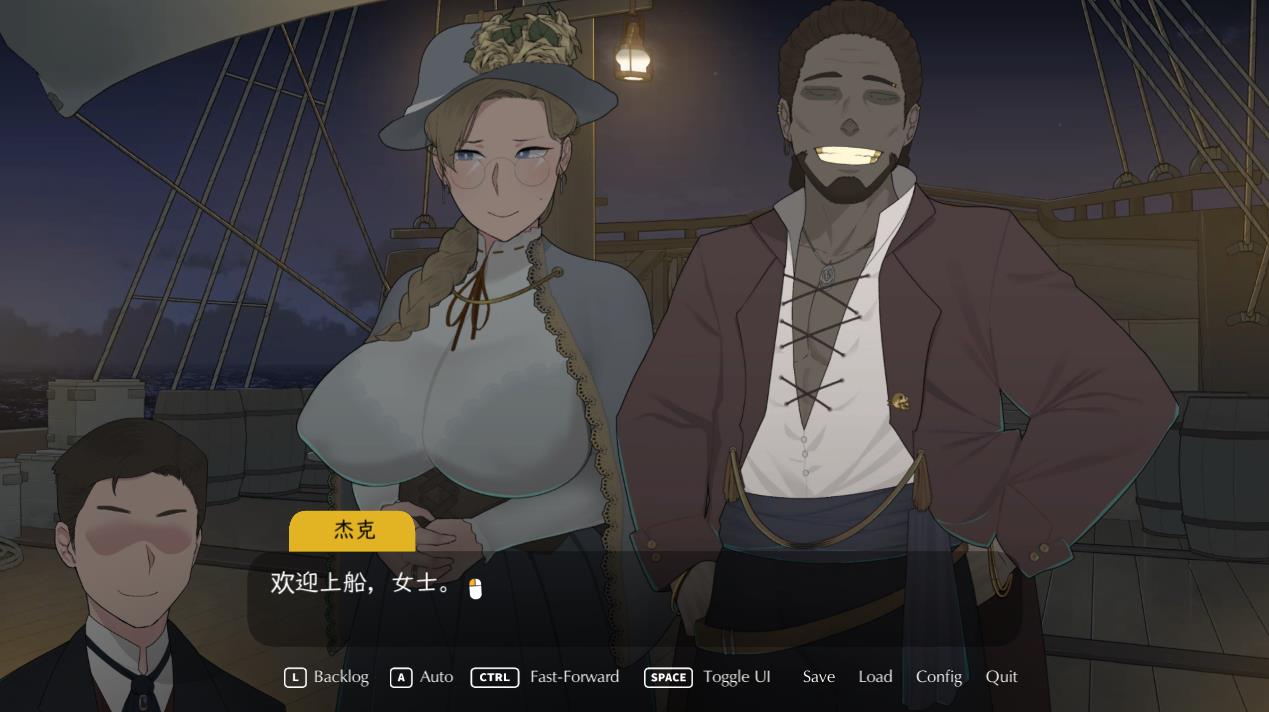 杰克
欢迎上船，女士。
L Backlog A Auto CTRL Fast-Forward SPACE Toggle UI Save Load Config Quit